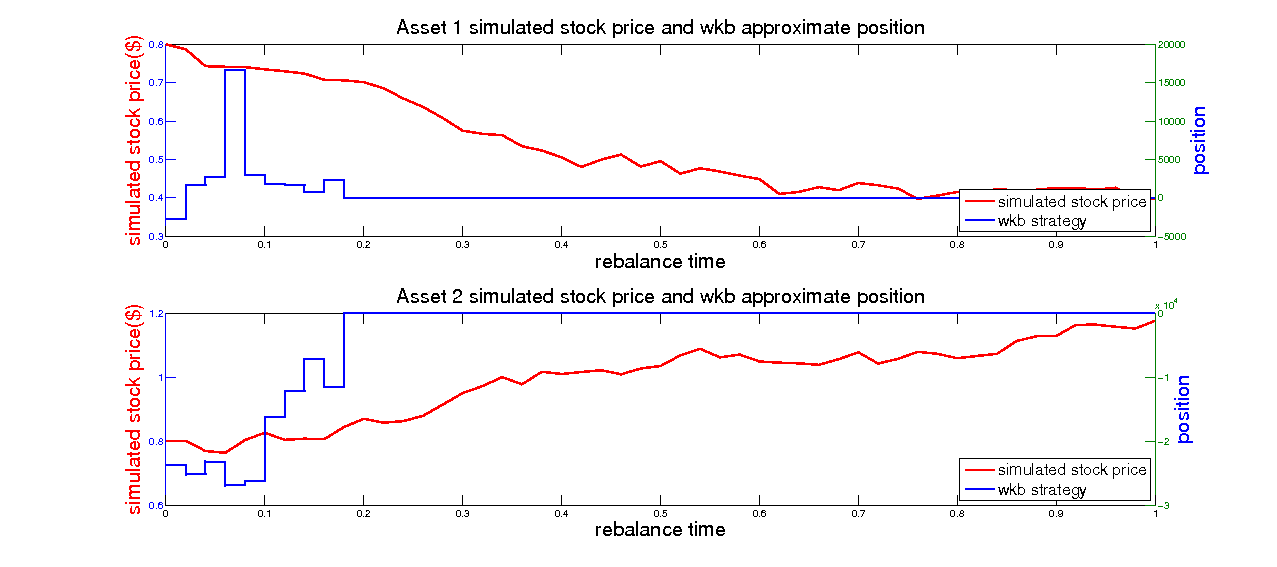 Asset 1 simulated stock price and wkb approximate position
simulated stock price($)
0.8
0.7
0.6
0.5
0.4
0.3
20000
15000
10000
5000
0
−5000
position
simulated stock price
wkb strategy
0 0.1 0.2 0.3 0.4 0.5 0.6 0.7 0.8 0.9 1
rebalance time
Asset 2 simulated stock price and wkb approximate position
simulated stock price($)
1.2
1
0.8
0.6
x 10^4
0
−1
−2
−3
position
simulated stock price
wkb strategy
0 0.1 0.2 0.3 0.4 0.5 0.6 0.7 0.8 0.9 1
rebalance time